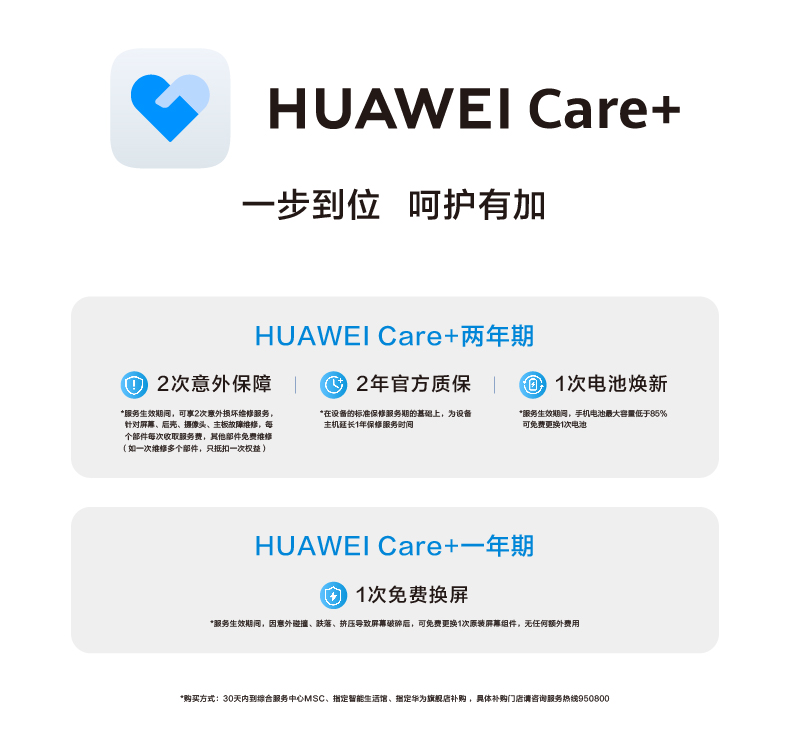 HUAWEI Care+
一步到位 呵护有加
HUAWEI Care+两年期
2次意外保障
*服务生效期间，可享2次意外损坏维修服务，
针对屏幕、后壳、摄像头、主板故障维修，每
个部件每次收取服务费，其他部件免费维修
（如一次维修多个部件，只抵扣一次权益）
2年官方质保
*在设备的标准保修服务期的基础上，为设备
主机延长1年保修服务时间
1次电池焕新
*服务生效期间，手机电池最大容量低于85%
可免费更换1次电池
HUAWEI Care+一年期
1次免费换屏
*服务生效期间，因意外碰撞、跌落、挤压导致屏幕破碎后，可免费更换1次原装屏幕组件，无任何额外费用
*购买方式：30天内到综合服务中心MSC、指定智能生活馆、指定华为旗舰店补购，具体补购门店请咨询服务热线950800